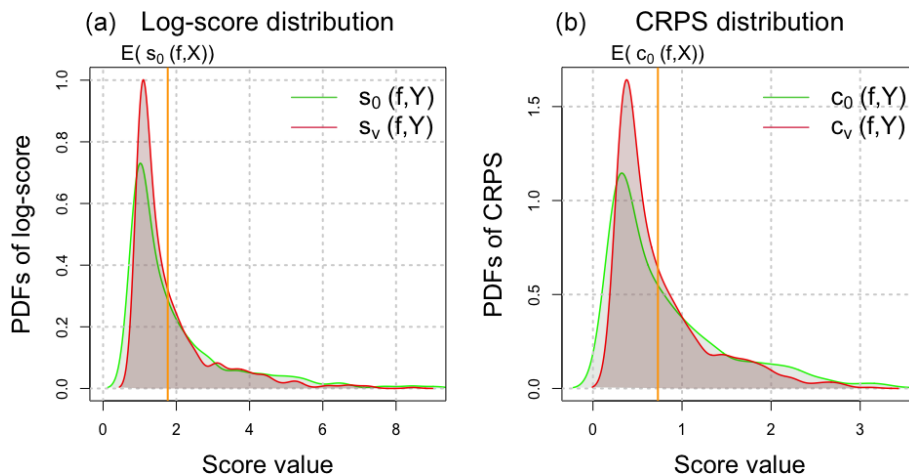 (a) Log-score distribution
E( s₀ (f,X))
s₀ (f,Y)
sᵥ (f,Y)
PDFs of log-score
1.0
0.8
0.6
0.4
0.2
0.0
0 2 4 6 8
Score value
(b) CRPS distribution
E( c₀ (f,X))
c₀ (f,Y)
cᵥ (f,Y)
PDFs of CRPS
1.5
1.0
0.5
0.0
0 1 2 3
Score value